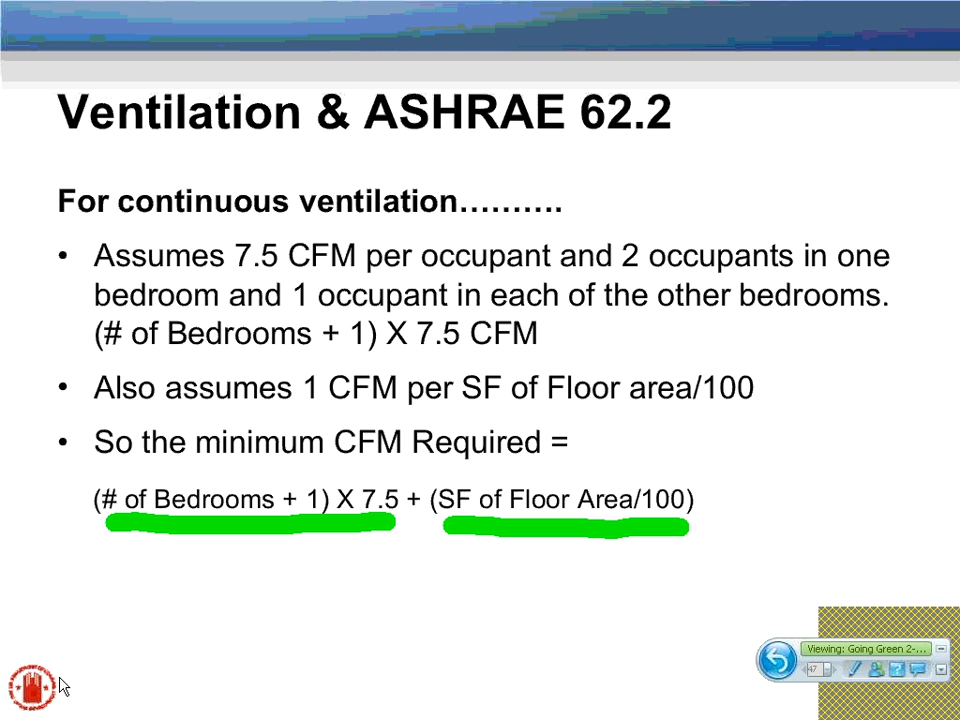 Ventilation & ASHRAE 62.2
For continuous ventilation……….
• Assumes 7.5 CFM per occupant and 2 occupants in one
bedroom and 1 occupant in each of the other bedrooms.
(# of Bedrooms + 1) X 7.5 CFM
• Also assumes 1 CFM per SF of Floor area/100
• So the minimum CFM Required =
(# of Bedrooms + 1) X 7.5 + (SF of Floor Area/100)
Viewing: Going Green 2-...
47